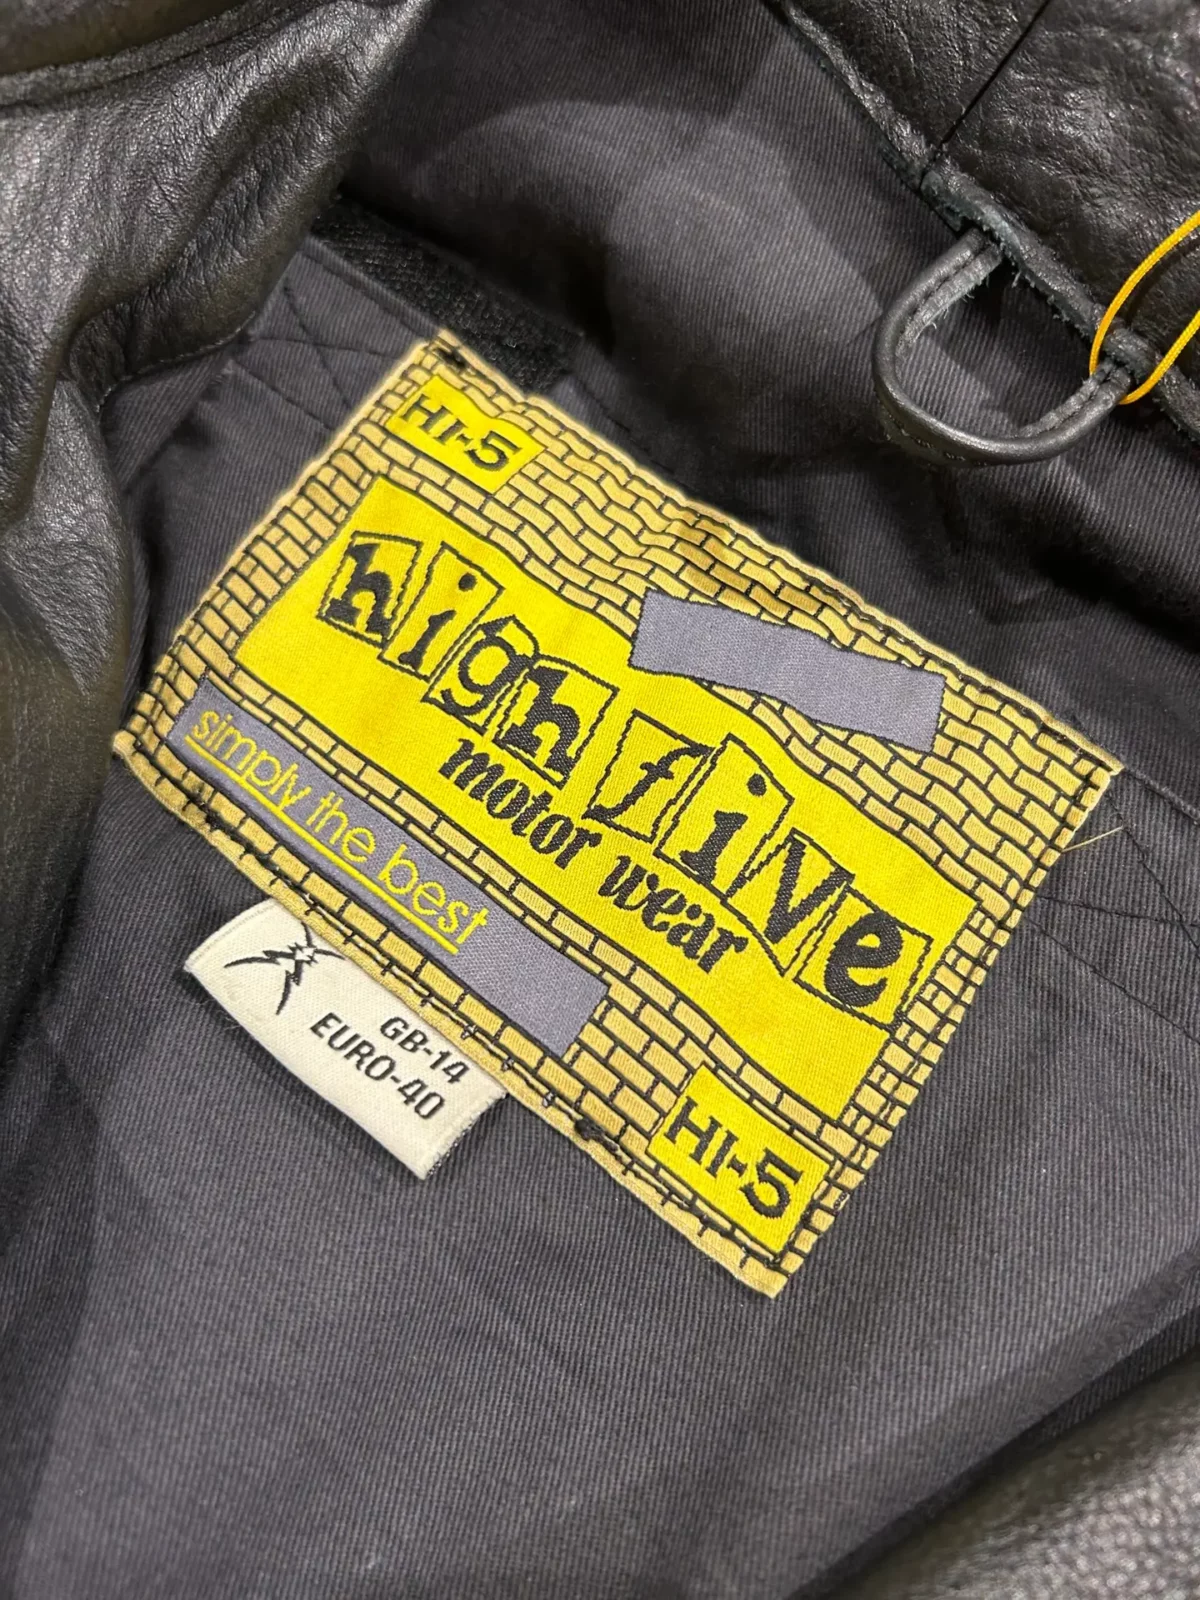 HI-5
high five
motor wear
simply the best
HI-5
GB-14
EURO-40